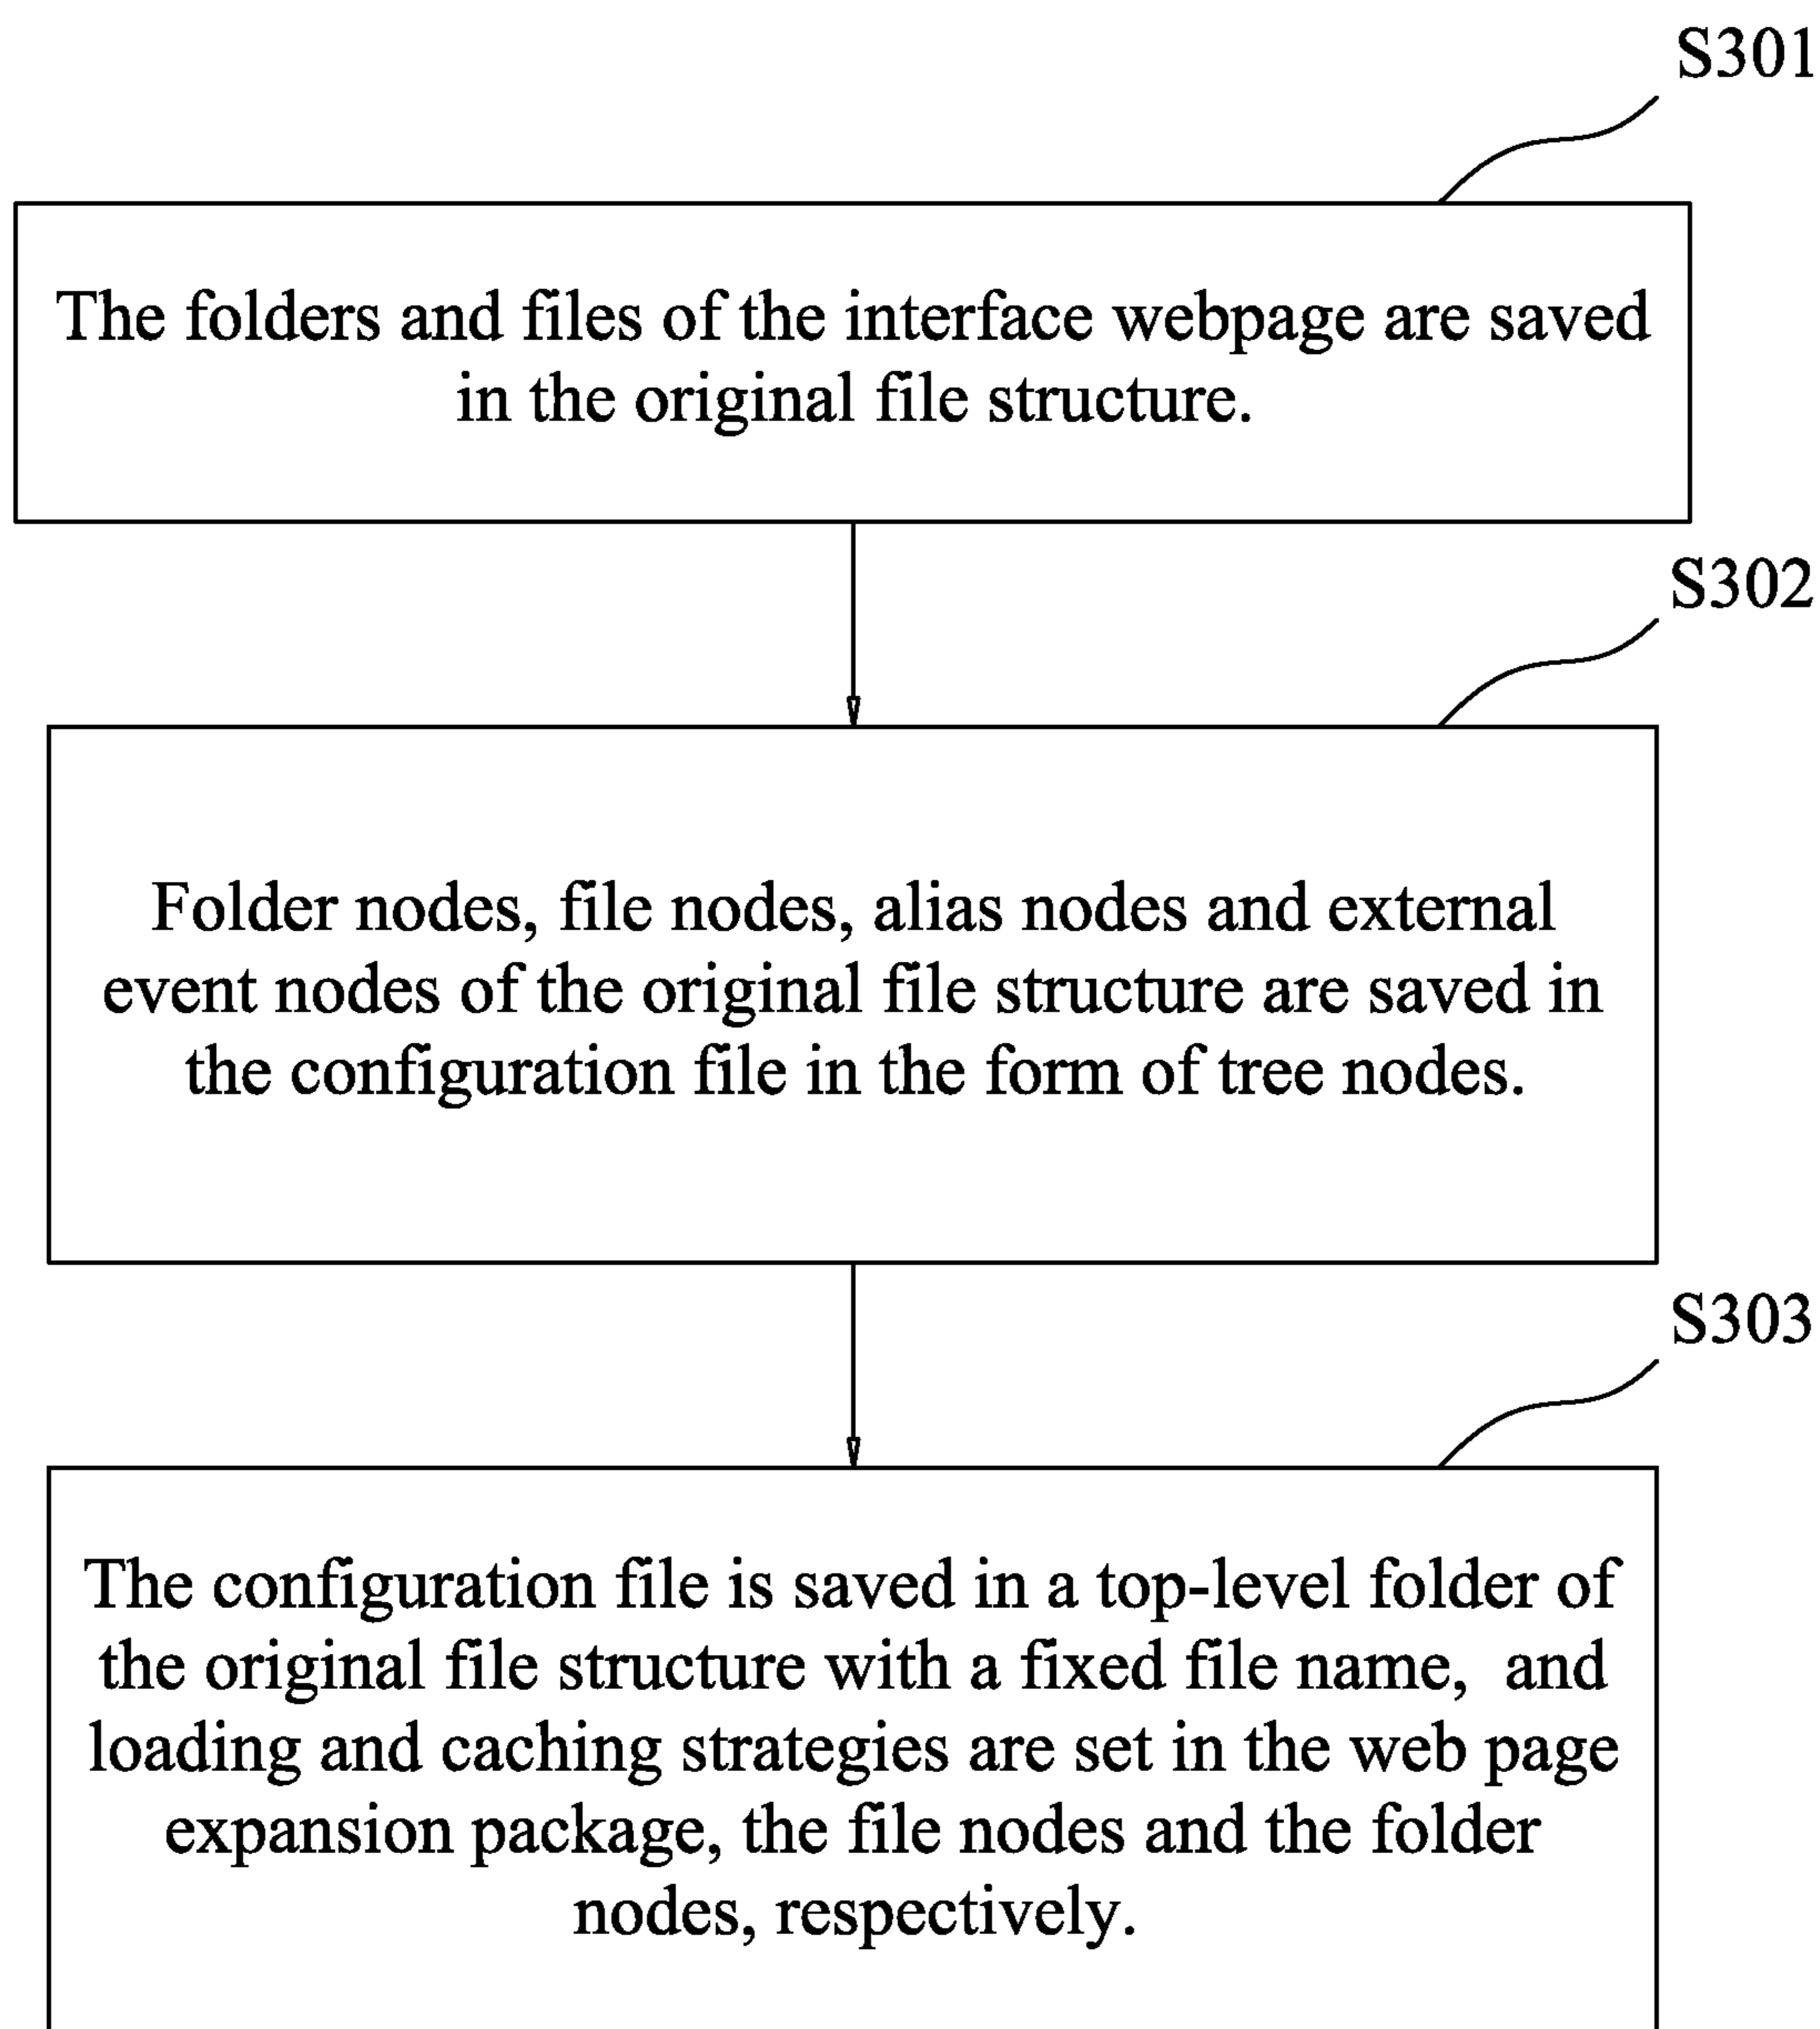 S301
The folders and files of the interface webpage are saved
in the original file structure.
S302
Folder nodes, file nodes, alias nodes and external
event nodes of the original file structure are saved in
the configuration file in the form of tree nodes.
S303
The configuration file is saved in a top-level folder of
the original file structure with a fixed file name, and
loading and caching strategies are set in the web page
expansion package, the file nodes and the folder
nodes, respectively.